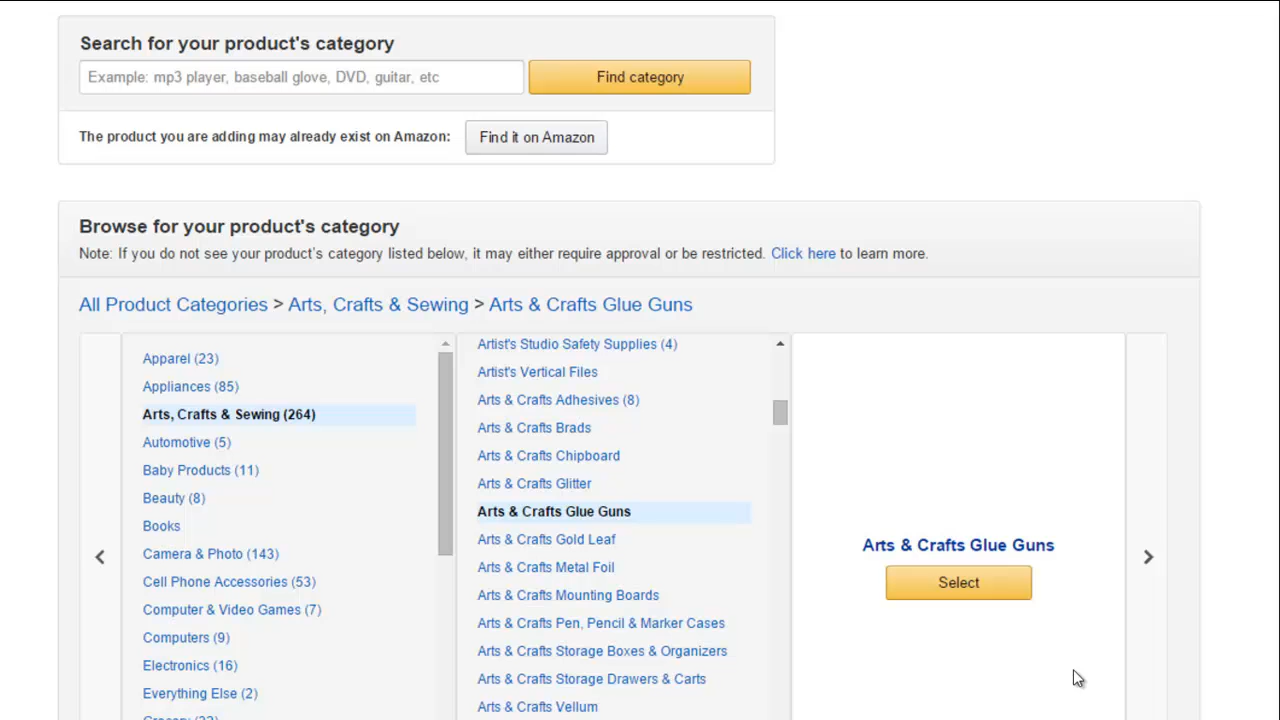 Search for your product's category
Example: mp3 player, baseball glove, DVD, guitar, etc
Find category
The product you are adding may already exist on Amazon:
Find it on Amazon
Browse for your product's category
Note: If you do not see your product's category listed below, it may either require approval or be restricted. Click here to learn more.
All Product Categories > Arts, Crafts & Sewing > Arts & Crafts Glue Guns
Apparel (23)
Appliances (85)
Arts, Crafts & Sewing (264)
Automotive (5)
Baby Products (11)
Beauty (8)
Books
Camera & Photo (143)
Cell Phone Accessories (53)
Computer & Video Games (7)
Computers (9)
Electronics (16)
Everything Else (2)
Artist's Studio Safety Supplies (4)
Artist's Vertical Files
Arts & Crafts Adhesives (8)
Arts & Crafts Brads
Arts & Crafts Chipboard
Arts & Crafts Glitter
Arts & Crafts Glue Guns
Arts & Crafts Gold Leaf
Arts & Crafts Metal Foil
Arts & Crafts Mounting Boards
Arts & Crafts Pen, Pencil & Marker Cases
Arts & Crafts Storage Boxes & Organizers
Arts & Crafts Storage Drawers & Carts
Arts & Crafts Vellum
Arts & Crafts Glue Guns
Select